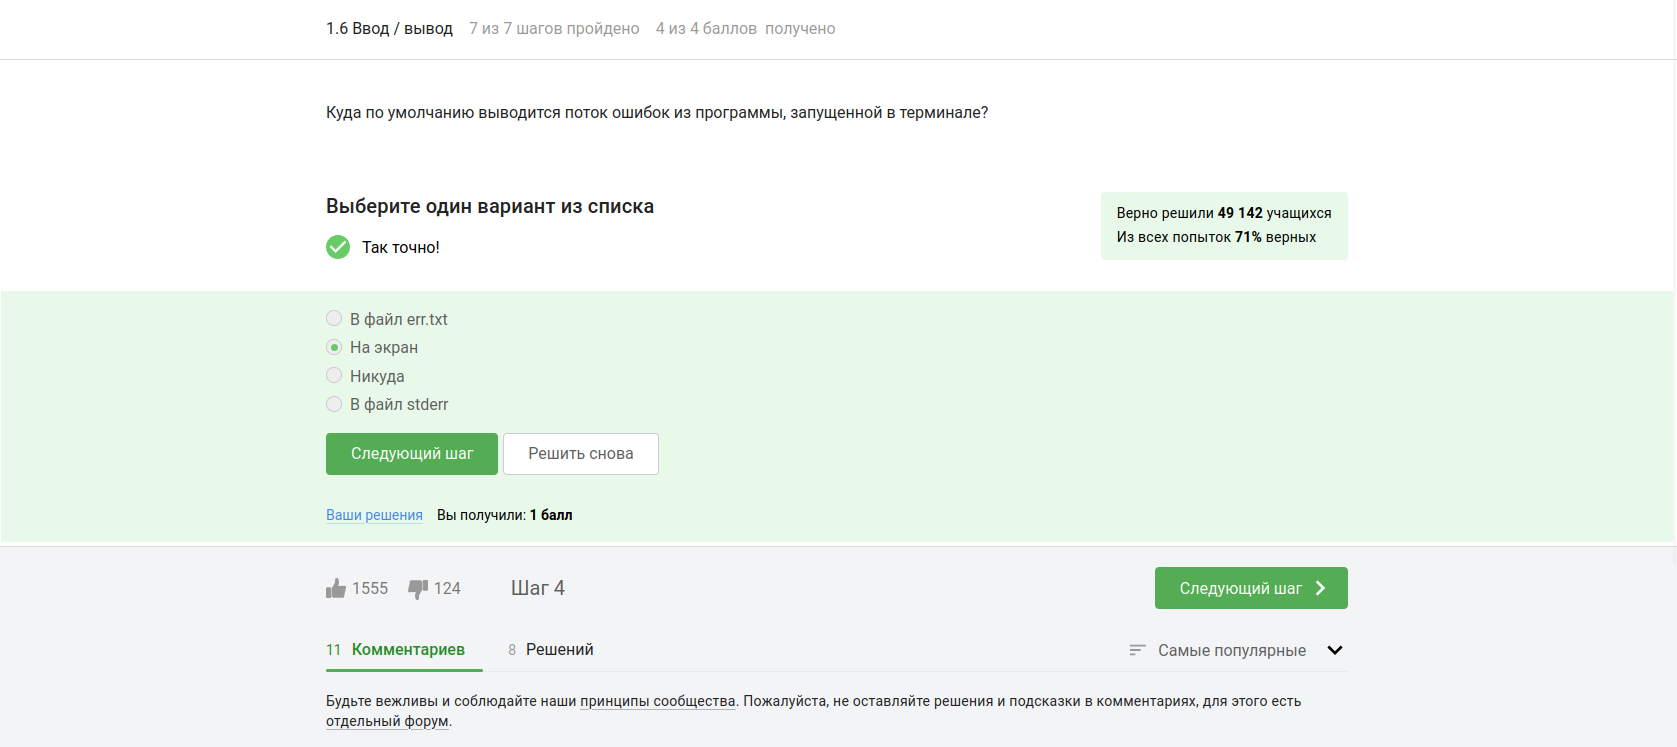 1.6 Ввод / вывод 7 из 7 шагов пройдено 4 из 4 баллов получено
Куда по умолчанию выводится поток ошибок из программы, запущенной в терминале?
Выберите один вариант из списка
Так точно!
Верно решили 49 142 учащихся
Из всех попыток 71% верных
В файл err.txt
На экран
Никуда
В файл stderr
Следующий шаг Решить снова
Ваши решения Вы получили: 1 балл
1555 124 Шаг 4 Следующий шаг
11 Комментариев 8 Решений Самые популярные
Будьте вежливы и соблюдайте наши принципы сообщества. Пожалуйста, не оставляйте решения и подсказки в комментариях, для этого есть
отдельный форум.